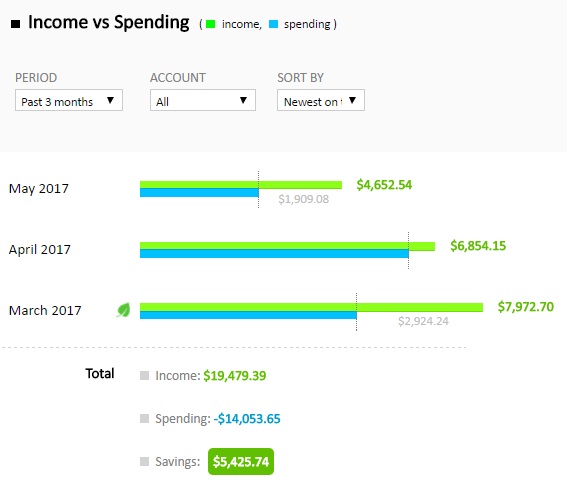 Income vs Spending ( income, spending )
PERIOD ACCOUNT SORT BY
Past 3 months All Newest on t
May 2017 $4,652.54
$1,909.08
April 2017 $6,854.15
March 2017 $7,972.70
$2,924.24
Total Income: $19,479.39
Spending: -$14,053.65
Savings: $5,425.74